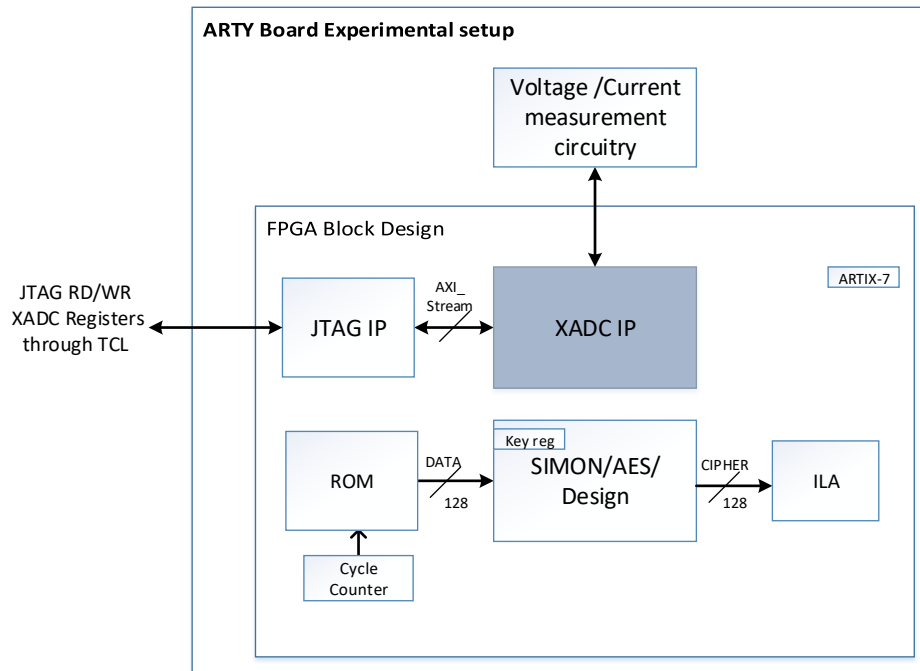 ARTY Board Experimental setup
Voltage /Current
measurement
circuitry
FPGA Block Design
ARTIX-7
JTAG RD/WR
XADC Registers
through TCL
JTAG IP
AXI_
Stream
XADC IP
ROM
DATA
128
Key reg
SIMON/AES/
Design
CIPHER
128
ILA
Cycle
Counter